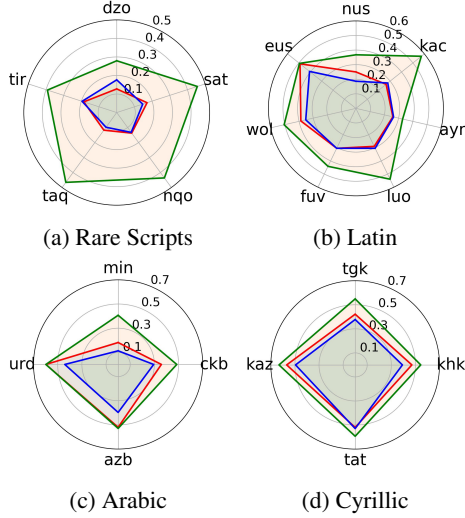 dzo
0.5
0.4
0.3
0.2
0.1
tir
sat
taq
nqo
(a) Rare Scripts
nus
0.6
0.5
0.4
0.3
0.2
0.1
eus
kac
wol
ayr
fuv
luo
(b) Latin
min
0.7
0.5
0.3
0.1
urd
ckb
azb
(c) Arabic
tgk
0.7
0.5
0.3
0.1
kaz
khk
tat
(d) Cyrillic